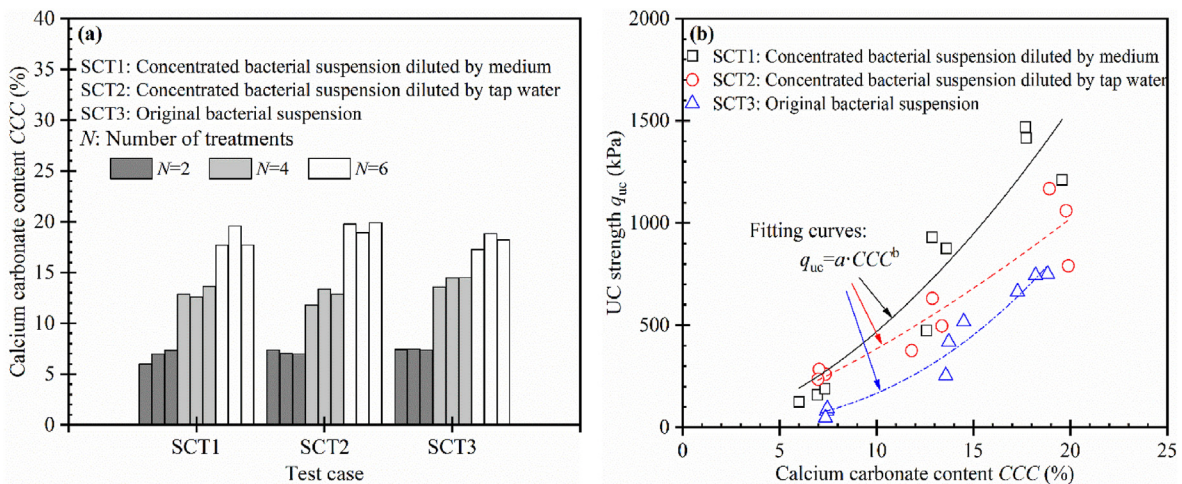 (a)
SCT1: Concentrated bacterial suspension diluted by medium
SCT2: Concentrated bacterial suspension diluted by tap water
SCT3: Original bacterial suspension
N: Number of treatments
N=2
N=4
N=6
Calcium carbonate content CCC (%)
40
35
30
25
20
15
10
5
0
SCT1
SCT2
SCT3
Test case
(b)
SCT1: Concentrated bacterial suspension diluted by medium
SCT2: Concentrated bacterial suspension diluted by tap water
SCT3: Original bacterial suspension
Fitting curves:
q_uc=a·CCC^b
UC strength q_uc (kPa)
2000
1500
1000
500
0
0
5
10
15
20
25
Calcium carbonate content CCC (%)